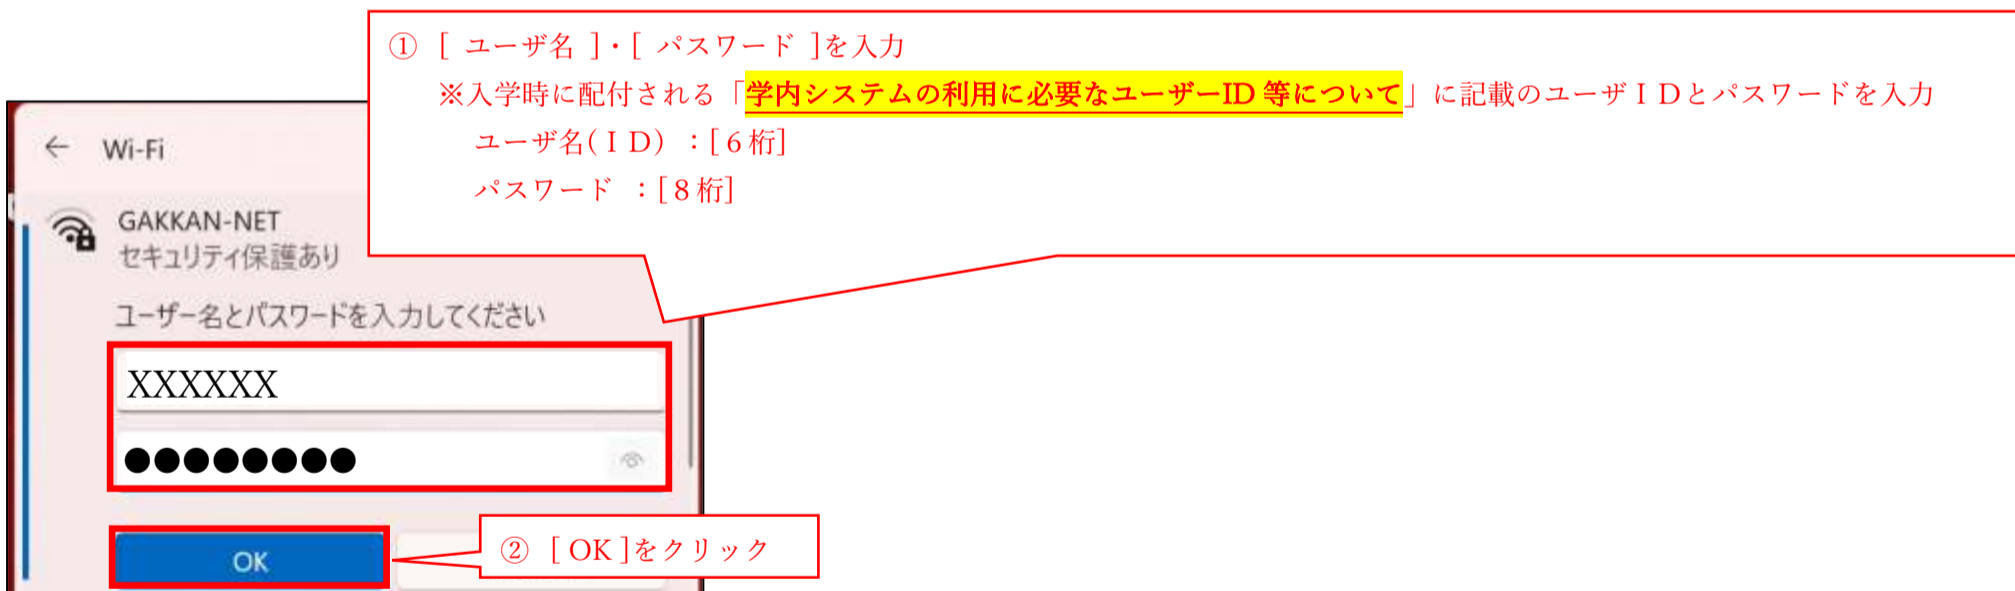 ① [ ユーザ名 ]・[ パスワード ]を入力
※入学時に配付される「学内システムの利用に必要なユーザーID 等について」に記載のユーザIDとパスワードを入力
ユーザ名(ID) :[6桁]
パスワード :[8桁]
← Wi-Fi
GAKKAN-NET
セキュリティ保護あり
ユーザー名とパスワードを入力してください
XXXXXX
●●●●●●●●
OK
② [ OK ]をクリック